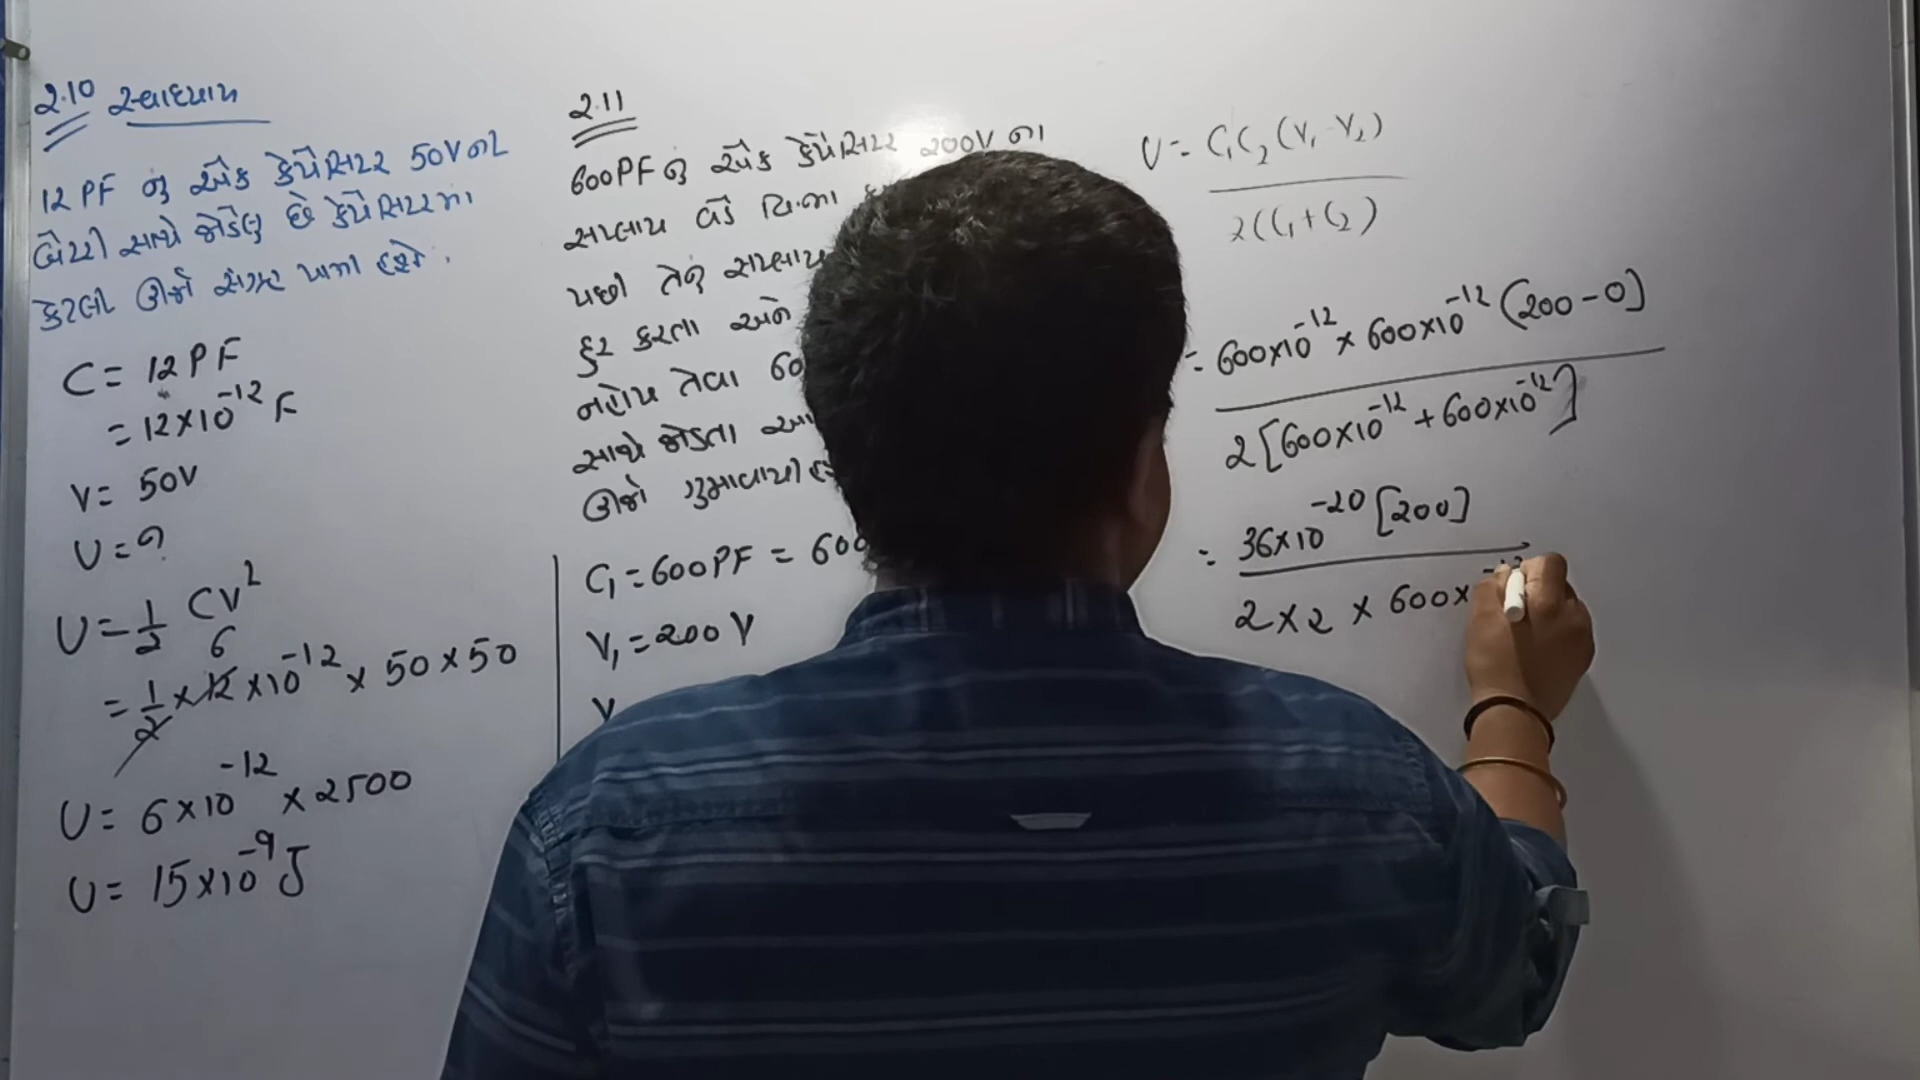 2.10 સ્વાધ્યાય
12 PF નું એક કેપેસિટર 50V ની
બેટરી સાથે જોડેલું છે કેપેસિટરમાં
કેટલી ઊર્જા સંગ્રહ પામી હશે.
C = 12 PF
= 12×10⁻¹² F
V = 50V
U = ?
U = 1/2 CV²
6
= 1/2 × 12 ×10⁻¹² × 50 × 50
U = 6×10⁻¹² × 2500
U = 15×10⁻⁹ J
2.11
600PF નું એક કેપેસિટર 200V ના
સપ્લાય વડે
પછી તેનું સપ્લાય
દૂર કરતા અને
નહોય તેવા 60
સાથે જોડતા
ઊર્જા ગુમાવાતી
C₁ = 600PF = 600
V₁ = 200 V
V
U = C₁C₂(V₁-V₂)
2(C₁+C₂)
= 600×10⁻¹² × 600×10⁻¹² (200-0]
2[600×10⁻¹² + 600×10⁻¹²]
= 36×10⁻²⁰ [200]
2 × 2 × 600×